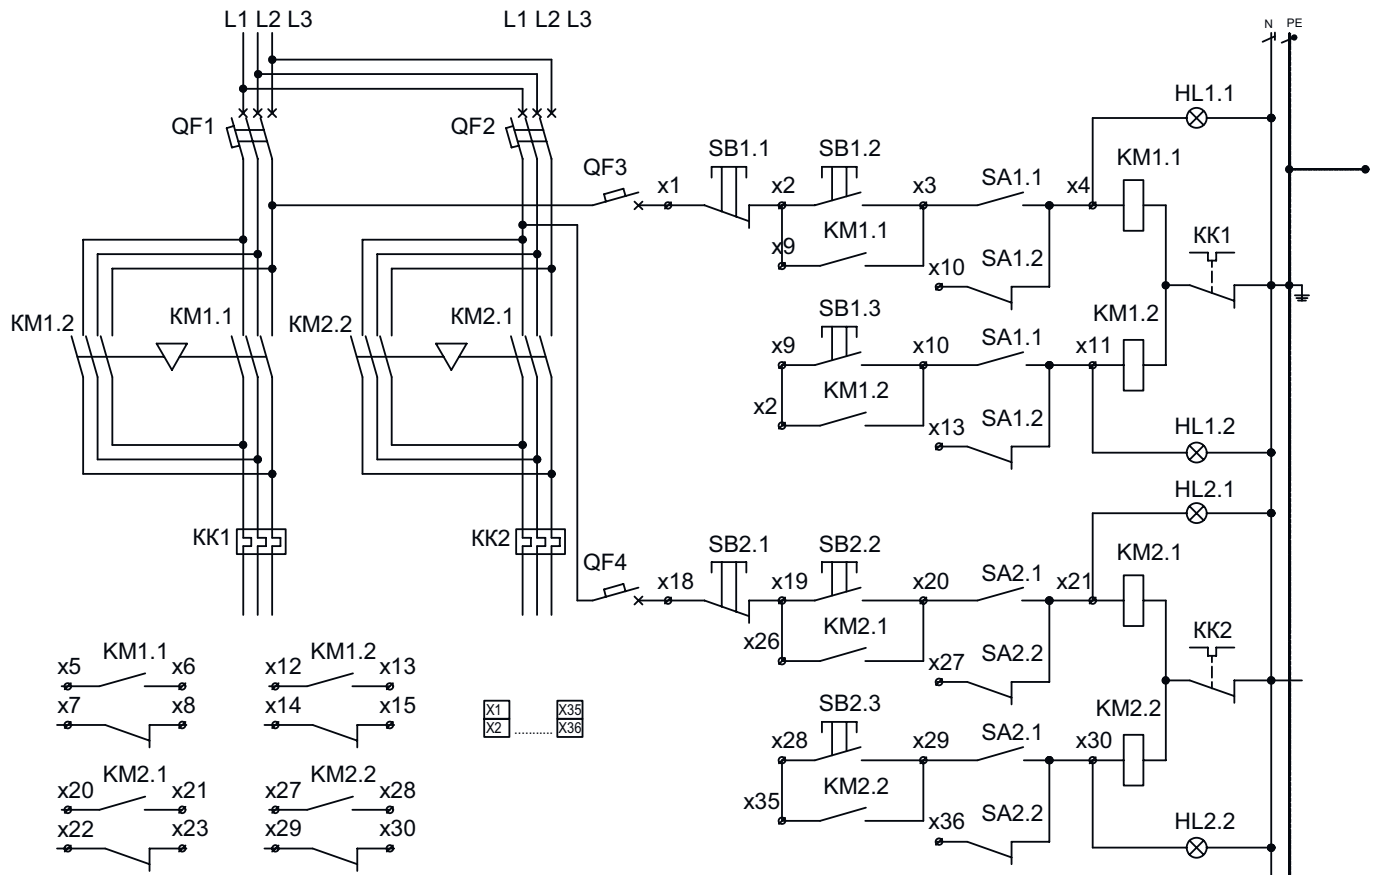 L1 L2 L3
L1 L2 L3
N
PE
HL1.1
QF1
QF2
SB1.1
SB1.2
KM1.1
QF3
x1
x2
x3
SA1.1
x4
x9
KM1.1
КК1
x10
SA1.2
KM1.2
KM1.1
KM2.2
KM2.1
SB1.3
KM1.2
x9
x10
SA1.1
x11
x2
KM1.2
x13
SA1.2
HL1.2
HL2.1
КК1
КК2
QF4
SB2.1
SB2.2
KM2.1
x18
x19
x20
SA2.1
x21
x26
KM2.1
КК2
x27
SA2.2
x5
KM1.1
x6
x12
KM1.2
x13
x7
x8
x14
x15
X1
X35
X2
...........
X36
SB2.3
KM2.2
x28
x29
SA2.1
x30
x35
KM2.2
x36
SA2.2
HL2.2
x20
KM2.1
x21
x27
KM2.2
x28
x22
x23
x29
x30